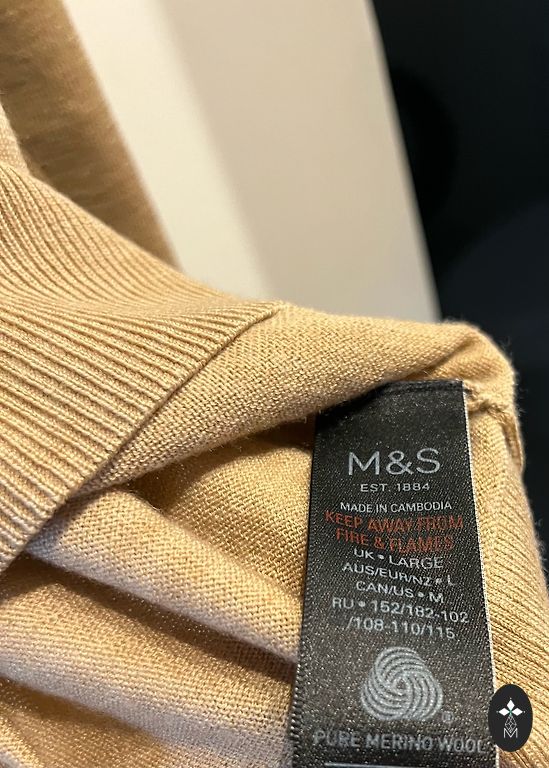 M&S
EST. 1884
MADE IN CAMBODIA
KEEP AWAY FROM
FIRE & FLAMES
UK • LARGE
AUS/EUR/NZ • L
CAN/US • M
RU • 152/182-102
/108-110/115
®
PURE MERINO WOOL
M